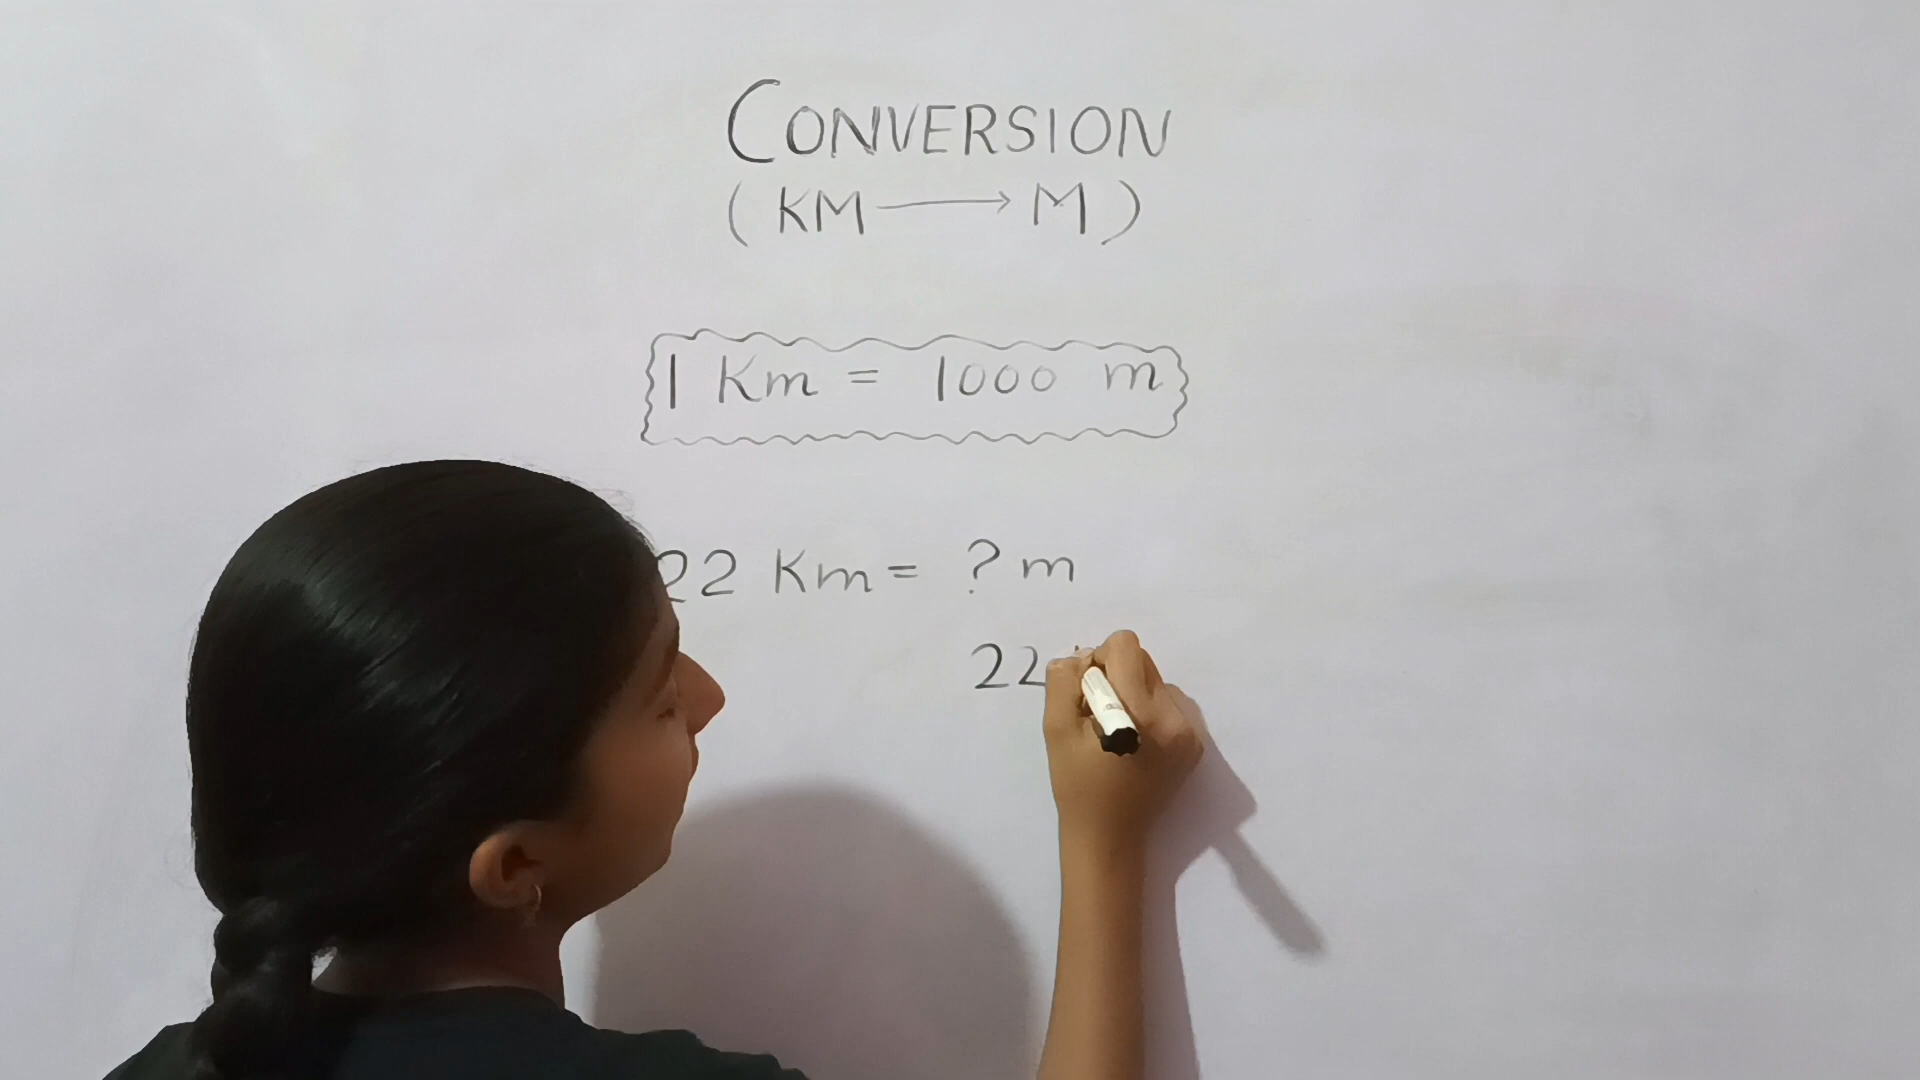 CONVERSION
(KM → M)
1 Km = 1000 m
22 Km = ? m
22